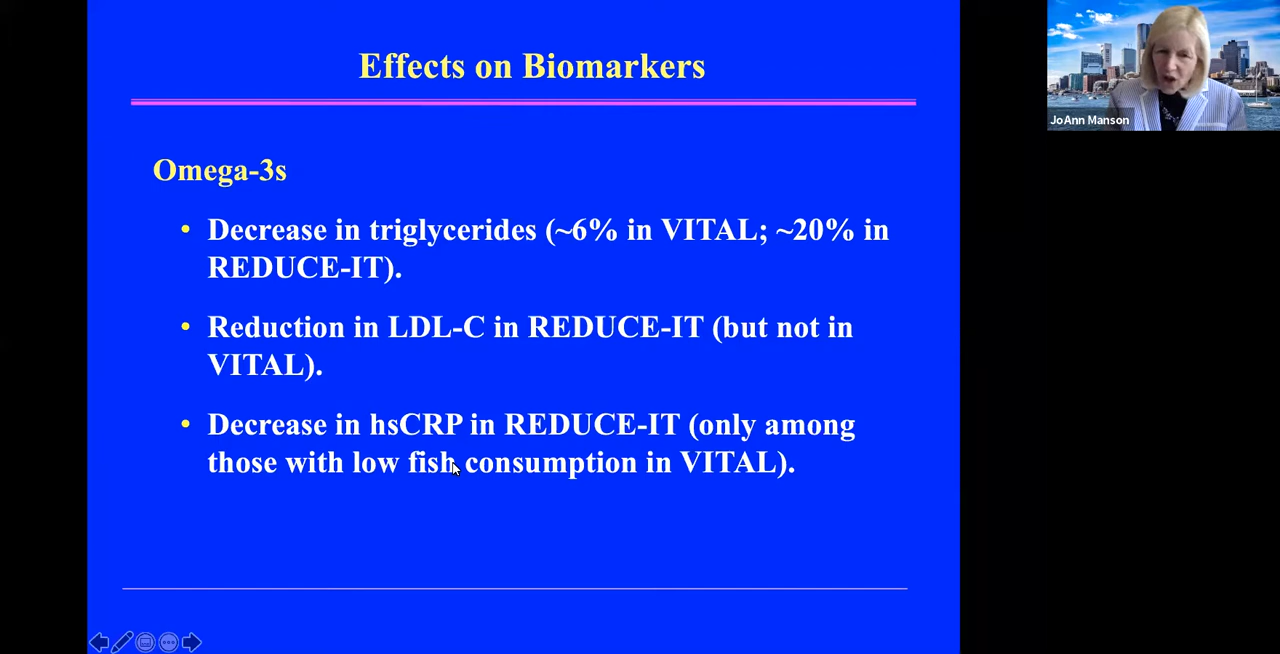 Effects on Biomarkers
Omega-3s
• Decrease in triglycerides (~6% in VITAL; ~20% in
REDUCE-IT).
• Reduction in LDL-C in REDUCE-IT (but not in
VITAL).
• Decrease in hsCRP in REDUCE-IT (only among
those with low fish consumption in VITAL).
JoAnn Manson